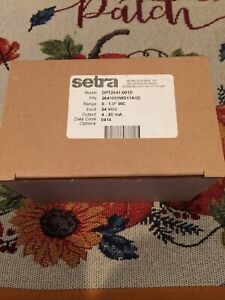 Patch
setra
SETRA SYSTEMS, INC.
Model: DPT2641-001D
P/N:
Range: 0 - 1.0" WC
Excit: 24 VDC
Output: 4 - 20 mA
Date Code: 0414
Options: